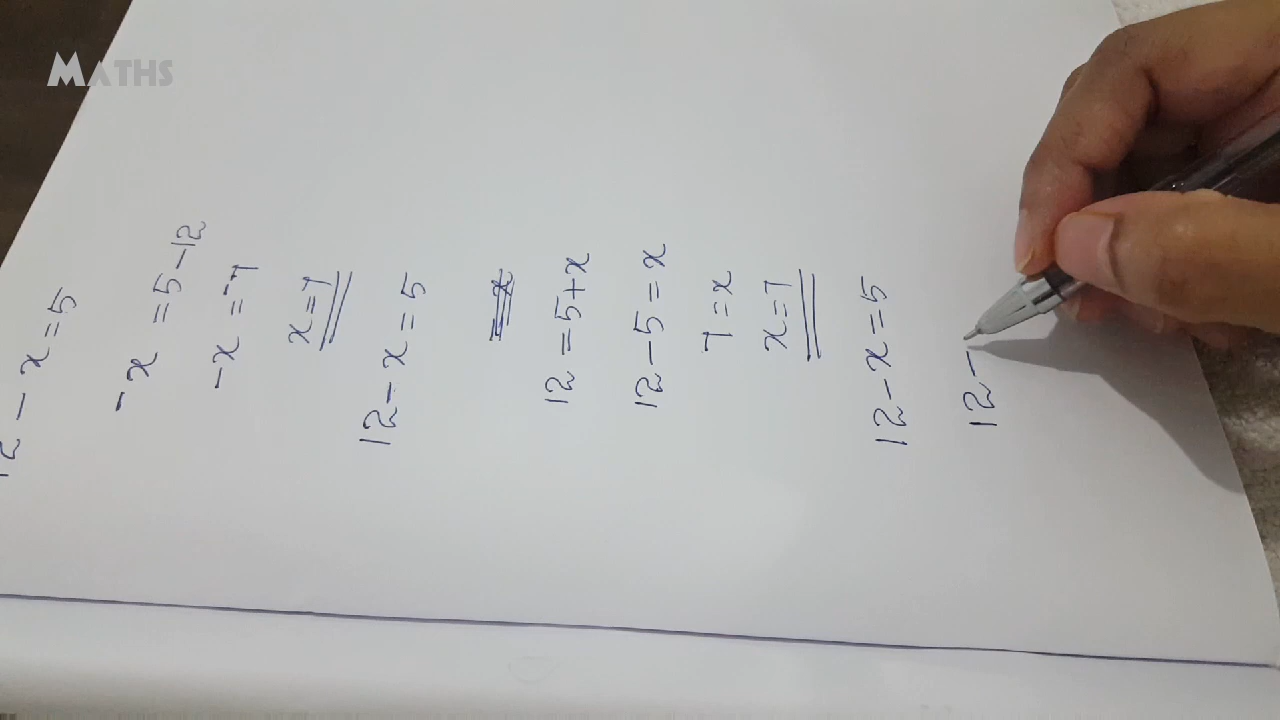 MATHS
12 - x = 5
-x = 5-12
-x = -7
x = 7
12 - x = 5
12 = 5+x
12 - 5 = x
7 = x
x = 7
12 - x = 5
12 -